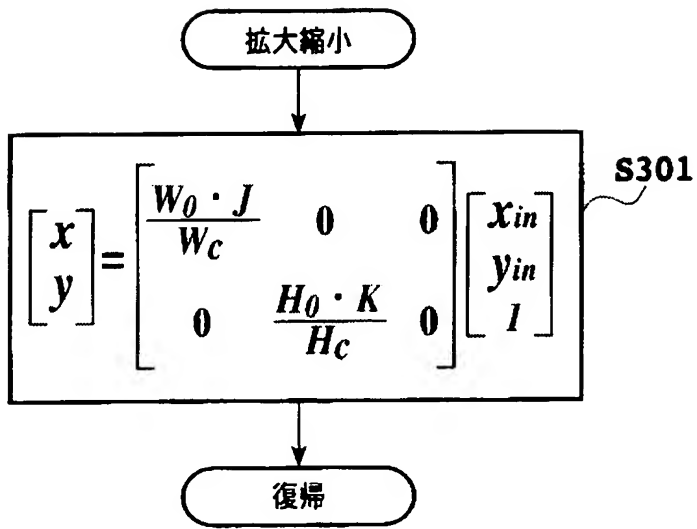 拡大縮小
S301
[x y] = [W0・J/Wc 0 0 0 H0・K/Hc 0] [xin yin 1]
復帰